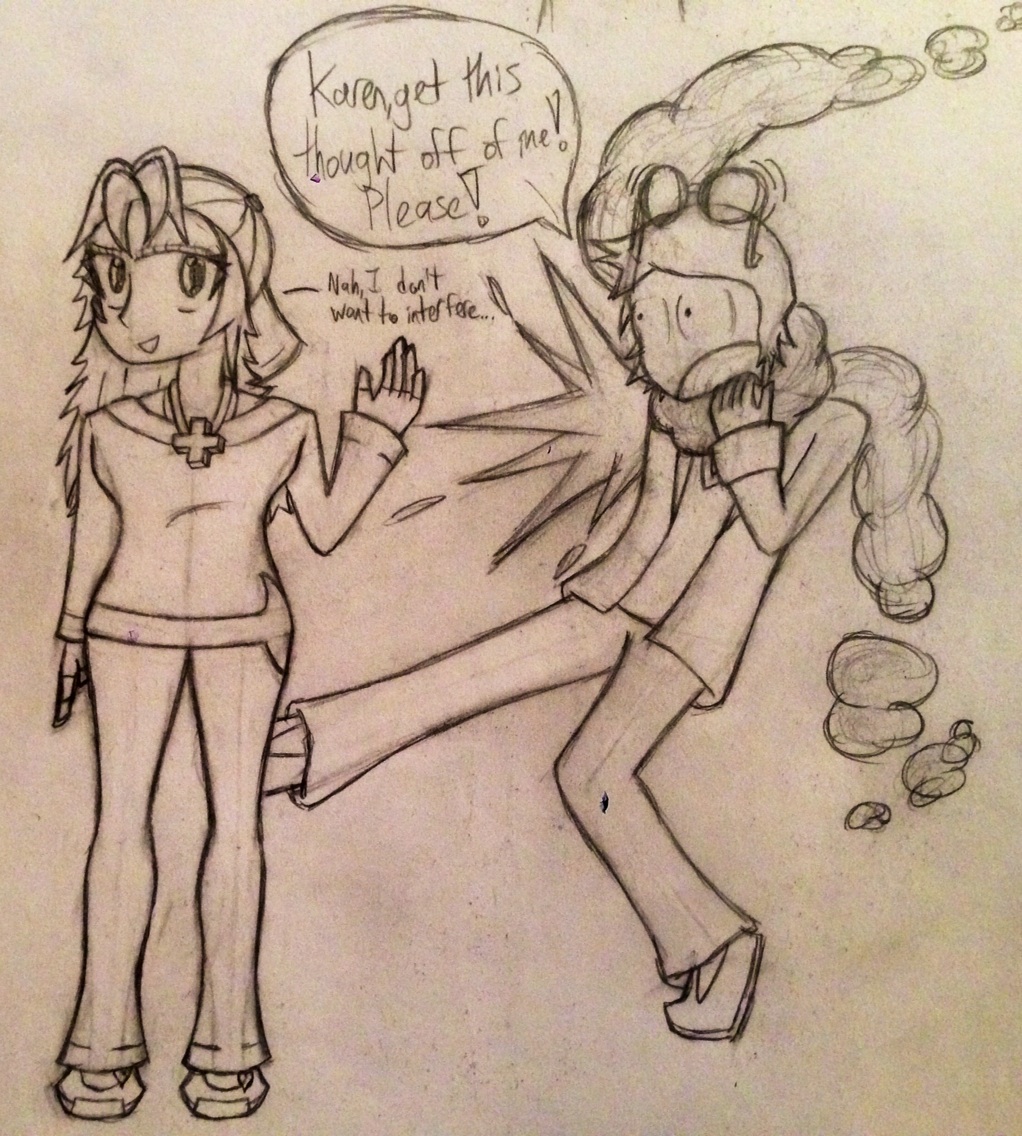 Karen, get this
thought off of me!
Please!
Nah, I don't
want to interfere...